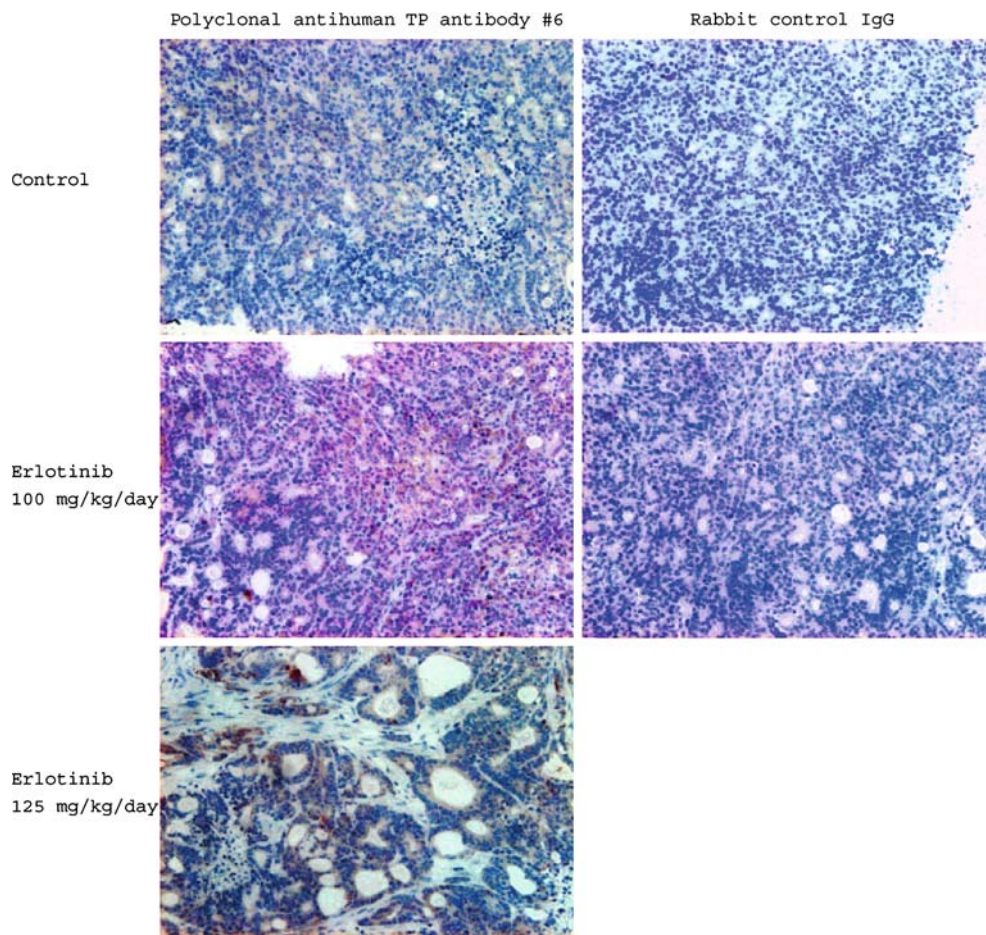 Polyclonal antihuman TP antibody #6
Rabbit control IgG
Control
Erlotinib
100 mg/kg/day
Erlotinib
125 mg/kg/day